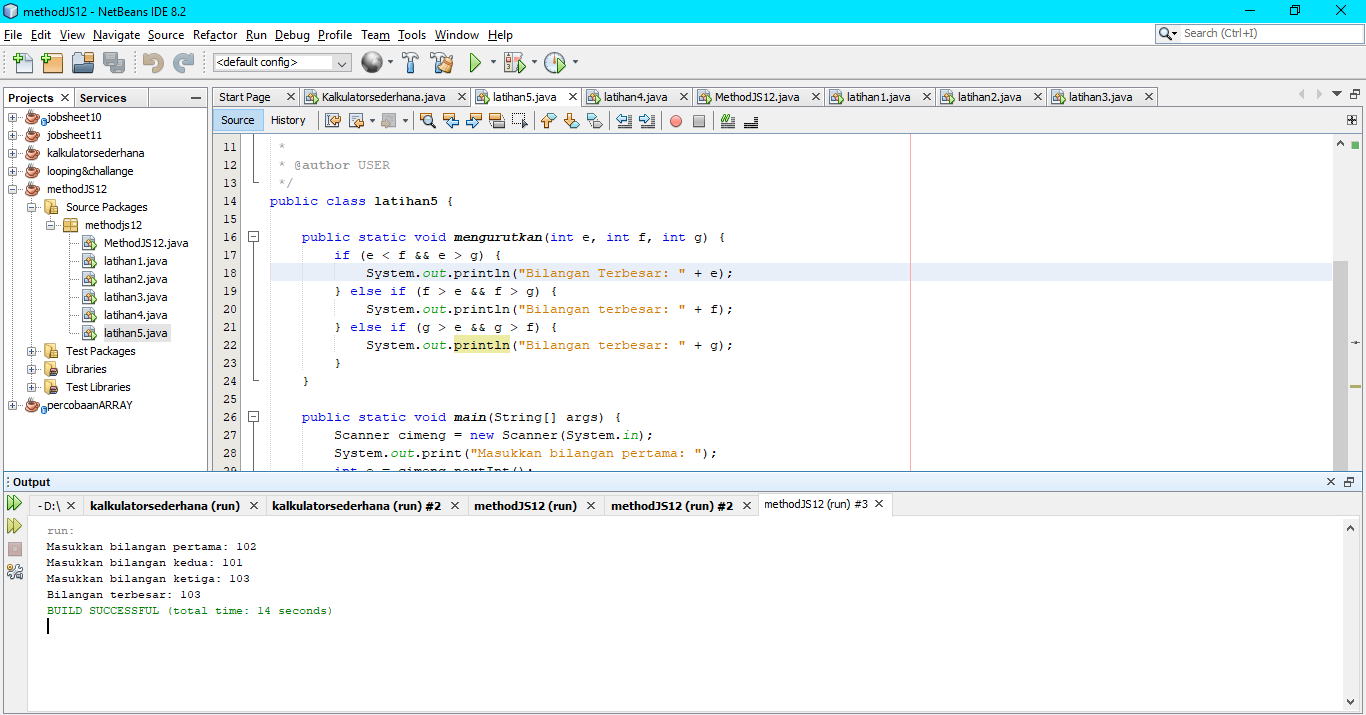 methodJS12 - NetBeans IDE 8.2
File Edit View Navigate Source Refactor Run Debug Profile Team Tools Window Help
Search (Ctrl+I)
<default config>
Projects Services
jobsheet10
jobsheet11
kalkulatorsederhana
looping&challange
methodJS12
Source Packages
methodjs12
MethodJS12.java
latihan1.java
latihan2.java
latihan3.java
latihan4.java
latihan5.java
Test Packages
Libraries
Test Libraries
percobaanARRAY
Start Page Kalkulatorsederhana.java latihan5.java latihan4.java MethodJS12.java latihan1.java latihan2.java latihan3.java
Source History
11 *
12 * @author USER
13 */
14 public class latihan5 {
15
16 public static void mengurutkan(int e, int f, int g) {
17 if (e < f && e > g) {
18 System.out.println("Bilangan Terbesar: " + e);
19 } else if (f > e && f > g) {
20 System.out.println("Bilangan terbesar: " + f);
21 } else if (g > e && g > f) {
22 System.out.println("Bilangan terbesar: " + g);
23 }
24 }
25
26 public static void main(String[] args) {
27 Scanner cimeng = new Scanner(System.in);
28 System.out.print("Masukkan bilangan pertama: ");
29 int e = cimeng.nextInt();
Output
- D:\ kalkulatorsederhana (run) kalkulatorsederhana (run) #2 methodJS12 (run) methodJS12 (run) #2 methodJS12 (run) #3
run:
Masukkan bilangan pertama: 102
Masukkan bilangan kedua: 101
Masukkan bilangan ketiga: 103
Bilangan terbesar: 103
BUILD SUCCESSFUL (total time: 14 seconds)